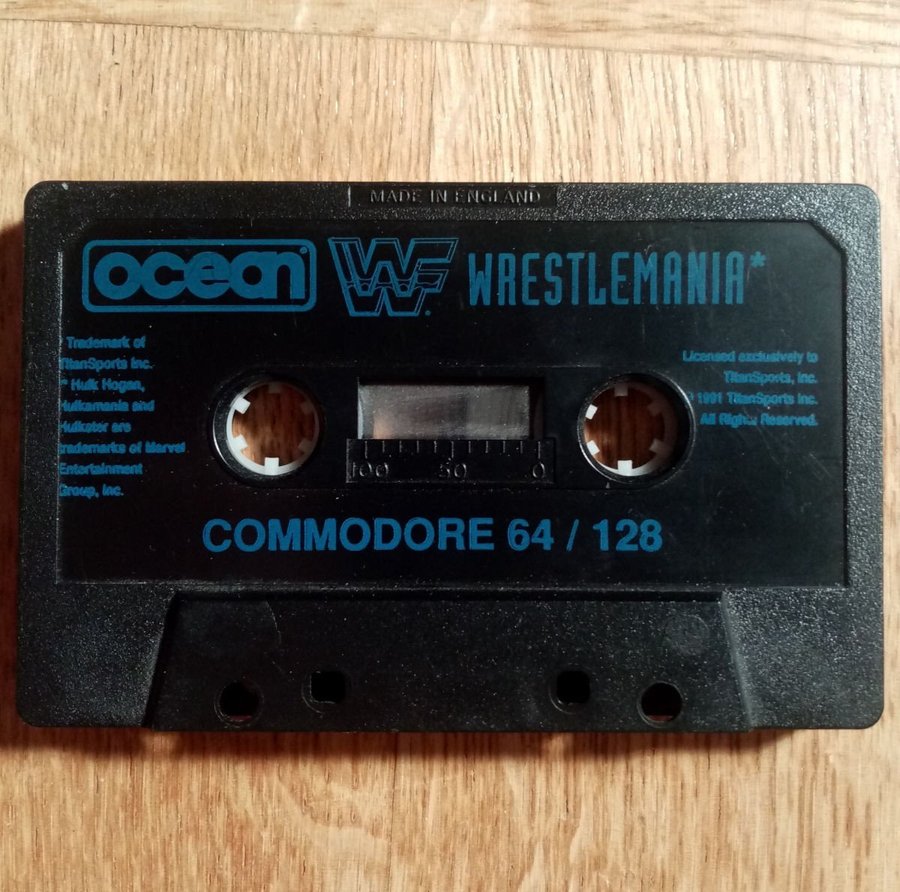 MADE IN ENGLAND
ocean®
WF WRESTLEMANIA*
Trademark of
TitanSports Inc.
Hulk Hogan,
Hulkamania and
Hulkster are
trademarks of Marvel
Entertainment
Group, Inc.
Licensed exclusively to
TitanSports, Inc.
1991 TitanSports Inc.
All Rights Reserved.
100 50 0
COMMODORE 64 / 128